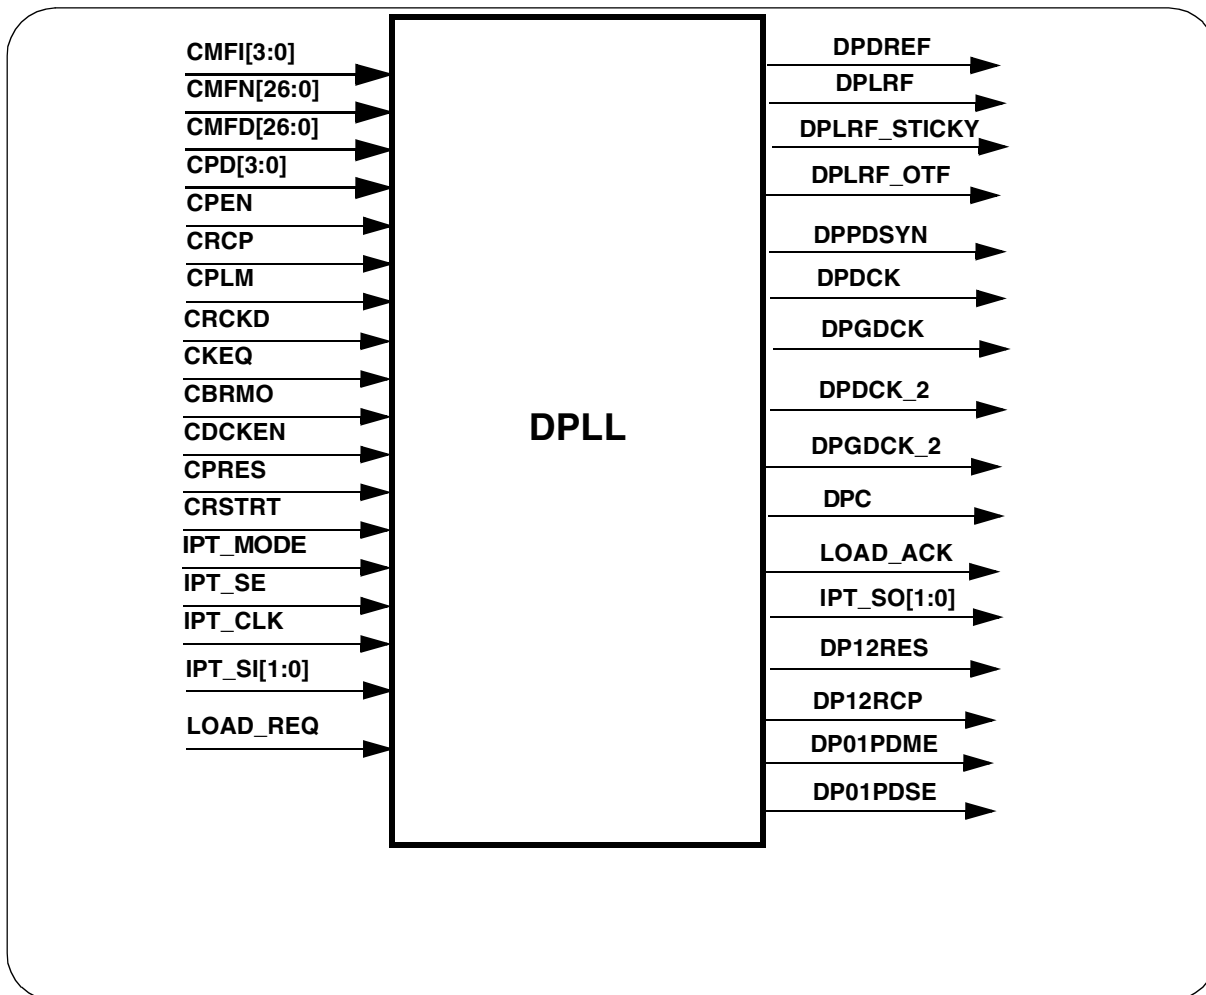 CMFI[3:0]
CMFN[26:0]
CMFD[26:0]
CPD[3:0]
CPEN
CRCP
CPLM
CRCKD
CKEQ
CBRMO
CDCKEN
CPRES
CRSTRT
IPT_MODE
IPT_SE
IPT_CLK
IPT_SI[1:0]
LOAD_REQ
DPLL
DPDREF
DPLRF
DPLRF_STICKY
DPLRF_OTF
DPPDSYN
DPDCK
DPGDCK
DPDCK_2
DPGDCK_2
DPC
LOAD_ACK
IPT_SO[1:0]
DP12RES
DP12RCP
DP01PDME
DP01PDSE